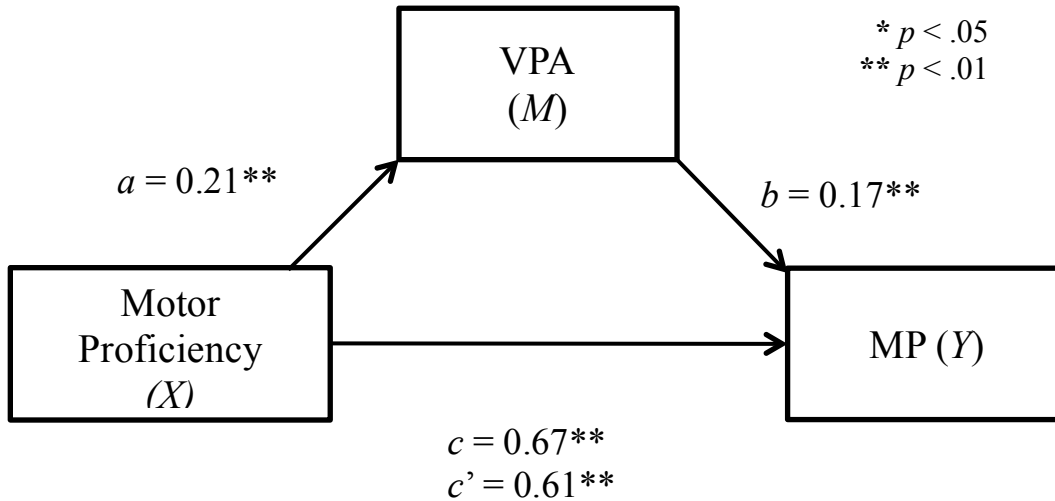 VPA
(M)
* p < .05
** p < .01
a = 0.21**
b = 0.17**
Motor
Proficiency
(X)
MP (Y)
c = 0.67**
c’ = 0.61**